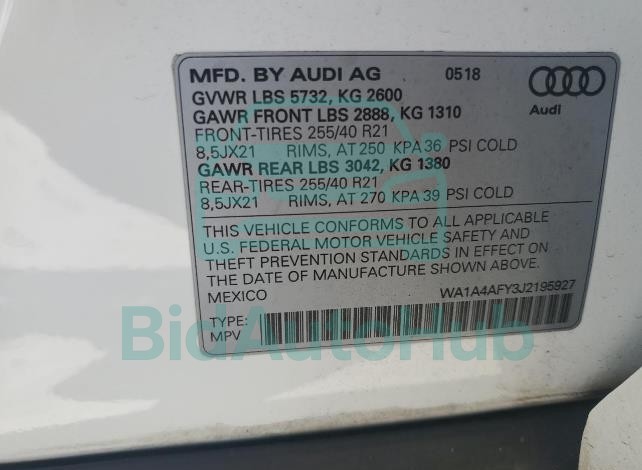 MFD. BY AUDI AG 0518
Audi
GVWR LBS 5732, KG 2600
GAWR FRONT LBS 2888, KG 1310
FRONT-TIRES 255/40 R21
8,5JX21 RIMS, AT 250 KPA 36 PSI COLD
GAWR REAR LBS 3042, KG 1380
REAR-TIRES 255/40 R21
8,5JX21 RIMS, AT 270 KPA 39 PSI COLD
THIS VEHICLE CONFORMS TO ALL APPLICABLE
U.S. FEDERAL MOTOR VEHICLE SAFETY AND
THEFT PREVENTION STANDARDS IN EFFECT ON
THE DATE OF MANUFACTURE SHOWN ABOVE.
MEXICO WA1A4AFY3J2195927
TYPE:
MPV
BidAutoHub